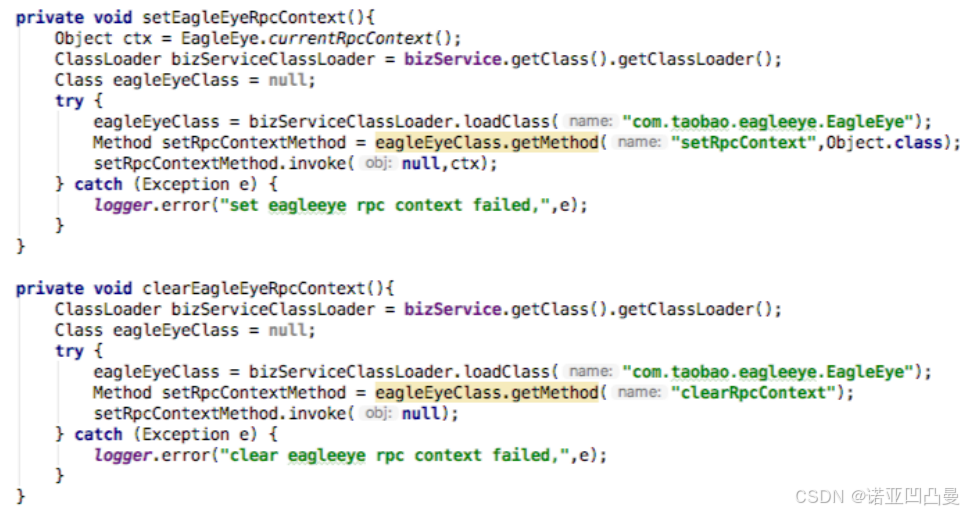 private void setEagleEyeRpcContext(){
    Object ctx = EagleEye.currentRpcContext();
    ClassLoader bizServiceClassLoader = bizService.getClass().getClassLoader();
    Class eagleEyeClass = null;
    try {
        eagleEyeClass = bizServiceClassLoader.loadClass( name: "com.taobao.eagleeye.EagleEye");
        Method setRpcContextMethod = eagleEyeClass.getMethod( name: "setRpcContext",Object.class);
        setRpcContextMethod.invoke( obj: null,ctx);
    } catch (Exception e) {
        logger.error("set eagleeye rpc context failed,",e);
    }
}
private void clearEagleEyeRpcContext(){
    ClassLoader bizServiceClassLoader = bizService.getClass().getClassLoader();
    Class eagleEyeClass = null;
    try {
        eagleEyeClass = bizServiceClassLoader.loadClass( name: "com.taobao.eagleeye.EagleEye");
        Method setRpcContextMethod = eagleEyeClass.getMethod( name: "clearRpcContext");
        setRpcContextMethod.invoke( obj: null);
    } catch (Exception e) {
        logger.error("clear eagleeye rpc context failed,",e);
    }
}
CSDN @诺亚凹凸曼